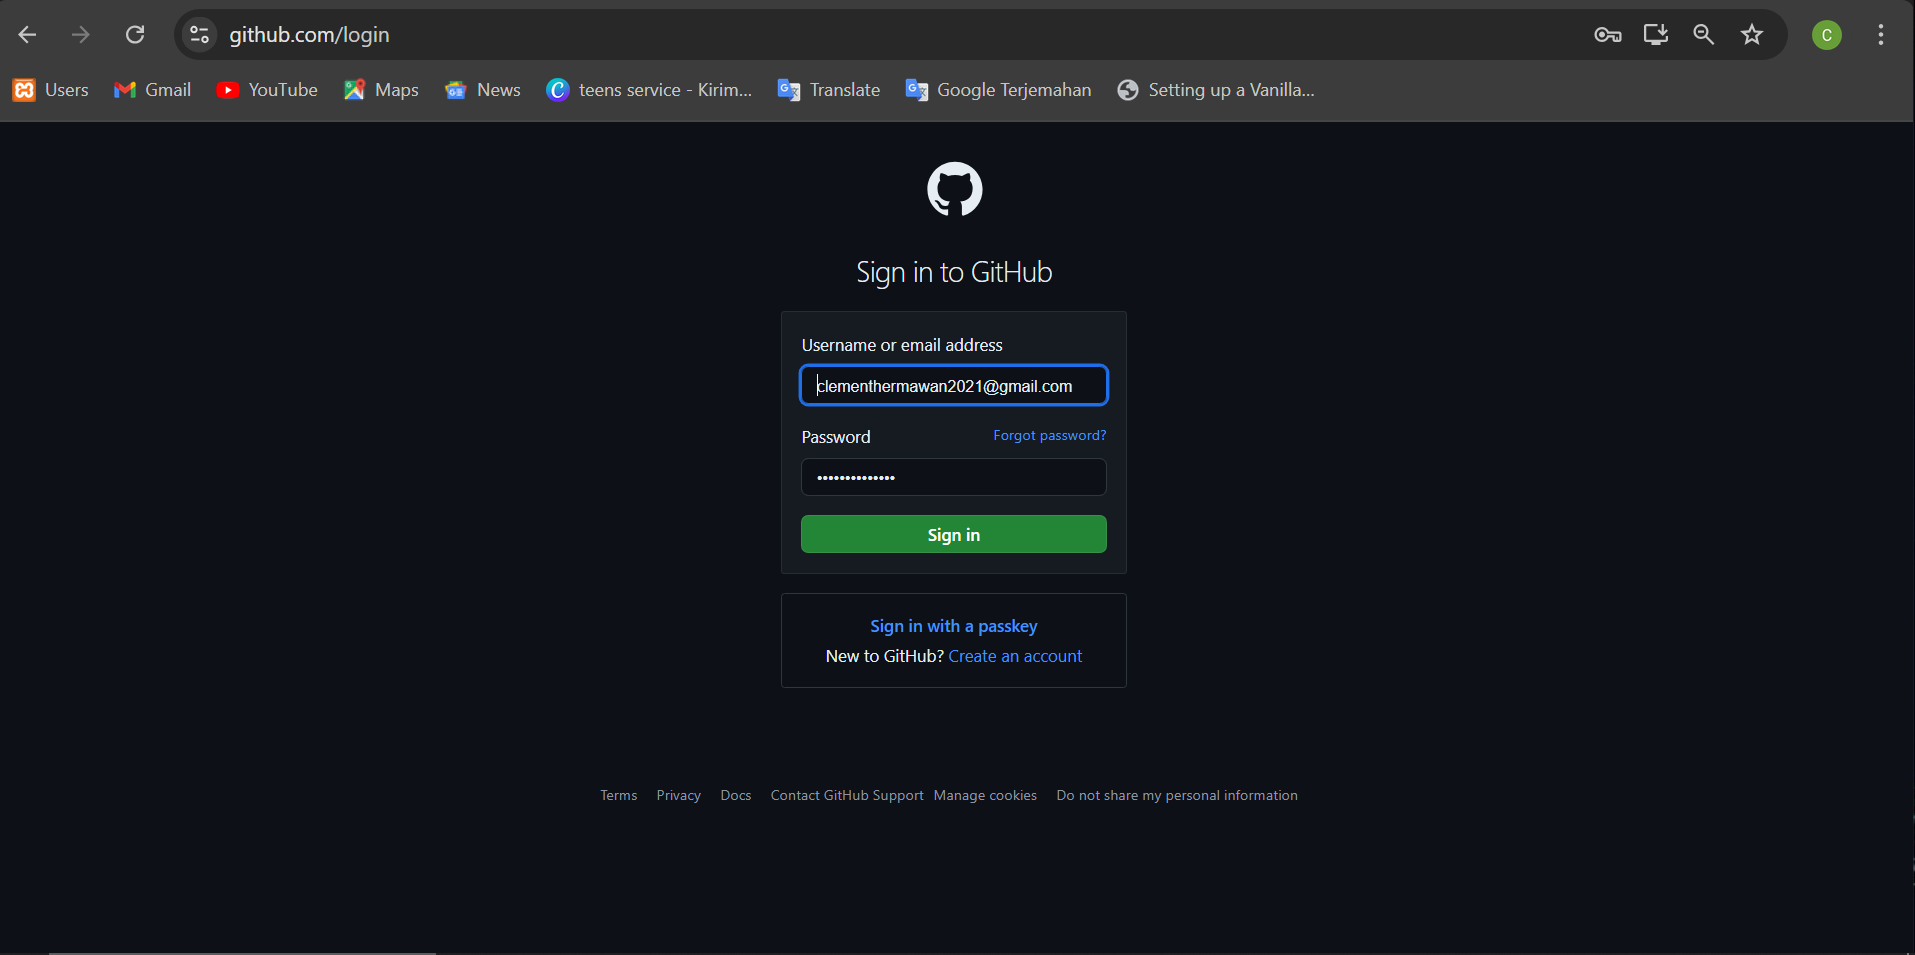 github.com/login
C
Users Gmail YouTube Maps News teens service - Kirim... Translate Google Terjemahan Setting up a Vanilla...
Sign in to GitHub
Username or email address
clementhermawan2021@gmail.com
Password Forgot password?
••••••••••••••
Sign in
Sign in with a passkey
New to GitHub? Create an account
Terms Privacy Docs Contact GitHub Support Manage cookies Do not share my personal information